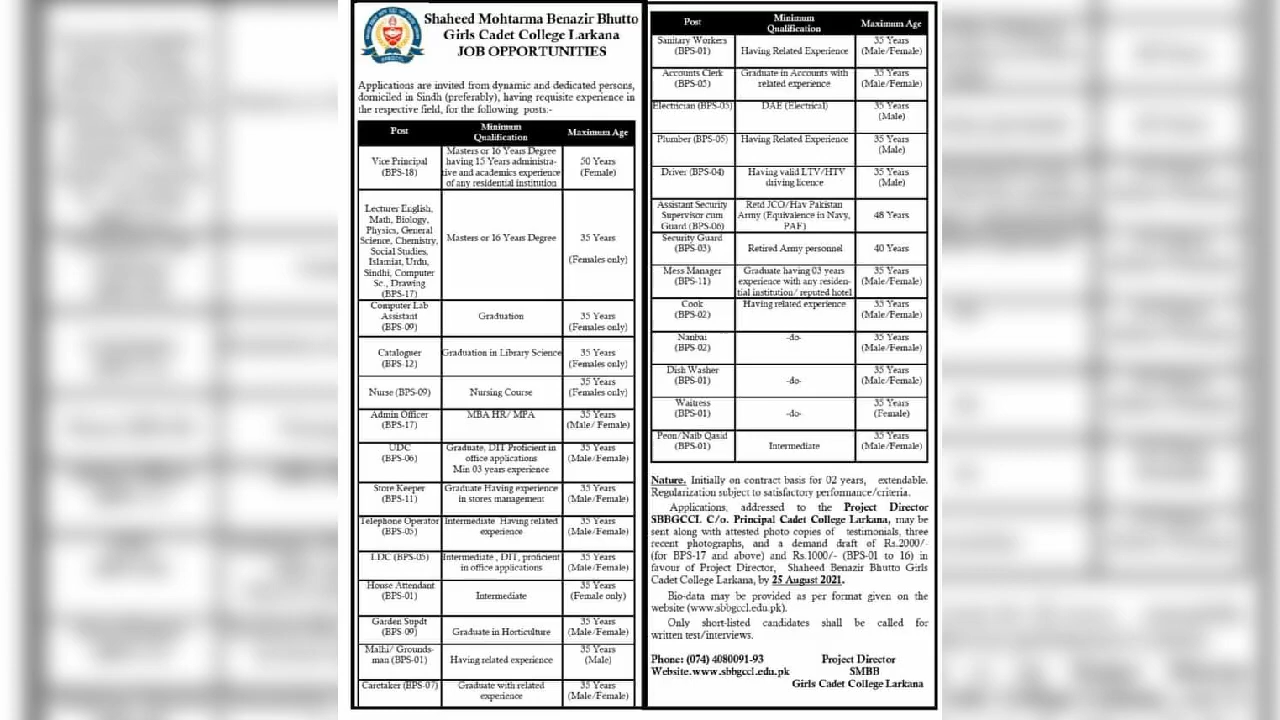 Shaheed Mohtarma Benazir Bhutto
Girls Cadet College Larkana
JOB OPPORTUNITIES
Applications are invited from dynamic and dedicated persons,
domiciled in Sindh (preferably), having requisite experience in
the respective field, for the following posts:-
Post Minimum Qualification Maximum Age
Vice Principal (BPS-18) Masters or 16 Years Degree having 15 Years administrative and academics experience of any residential institution 50 Years (Female)
Lecturer English, Math, Biology, Physics, General Science, Chemistry, Social Studies, Islamiat, Urdu, Sindhi, Computer Sc., Drawing (BPS-17) Masters or 16 Years Degree 35 Years (Females only)
Computer Lab Assistant (BPS-09) Graduation 35 Years (Females only)
Cataloguer (BPS-12) Graduation in Library Science 35 Years (Females only)
Nurse (BPS-09) Nursing Course 35 Years (Females only)
Admin Officer (BPS-17) MBA HR/ MPA 35 Years (Male/ Female)
UDC (BPS-06) Graduate, DIT Proficient in office applications Min 03 years experience 35 Years (Male/Female)
Store Keeper (BPS-11) Graduate Having experience in stores management 35 Years (Male/Female)
Telephone Operator (BPS-05) Intermediate Having related experience 35 Years (Male/Female)
LDC (BPS-05) Intermediate , DIT, proficient in office applications 35 Years (Male/Female)
House Attendant (BPS-01) Intermediate 35 Years (Female only)
Garden Supdt (BPS-09) Graduate in Horticulture 35 Years (Male/Female)
Malhi/ Groundsman (BPS-01) Having related experience 35 Years (Male)
Caretaker (BPS-07) Graduate with related experience 35 Years (Male/Female)
Post Minimum Qualification Maximum Age
Sanitary Workers (BPS-01) Having Related Experience 35 Years (Male/Female)
Accounts Clerk (BPS-05) Graduate in Accounts with related experience 35 Years (Male/Female)
Electrician (BPS-05) DAE (Electrical) 35 Years (Male)
Plumber (BPS-05) Having Related Experience 35 Years (Male)
Driver (BPS-04) Having valid LTV/HTV driving licence 35 Years (Male)
Assistant Security Supervisor cum Guard (BPS-06) Retd JCO/Hav Pakistan Army (Equivalence in Navy, PAF) 48 Years
Security Guard (BPS-03) Retired Army personnel 40 Years
Mess Manager (BPS-11) Graduate having 03 years experience with any residential institution/ reputed hotel 35 Years (Male/Female)
Cook (BPS-02) Having related experience 35 Years (Male/Female)
Nanbai (BPS-02) -do- 35 Years (Male/Female)
Dish Washer (BPS-01) -do- 35 Years (Male/Female)
Waitress (BPS-01) -do- 35 Years (Female)
Peon/Naib Qasid (BPS-01) Intermediate 35 Years (Male/Female)
Nature. Initially on contract basis for 02 years, extendable.
Regularization subject to satisfactory performance/criteria.
Applications, addressed to the Project Director
SBBGCCL C/o. Principal Cadet College Larkana, may be
sent along with attested photo copies of testimonials, three
recent photographs, and a demand draft of Rs.2000/-
(for BPS-17 and above) and Rs.1000/- (BPS-01 to 16) in
favour of Project Director, Shaheed Benazir Bhutto Girls
Cadet College Larkana, by 25 August 2021.
Bio-data may be provided as per format given on the
website (www.sbbgccl.edu.pk).
Only short-listed candidates shall be called for
written test/interviews.
Phone: (074) 4080091-93 Project Director
Website.www.sbbgccl.edu.pk SMBB
Girls Cadet College Larkana